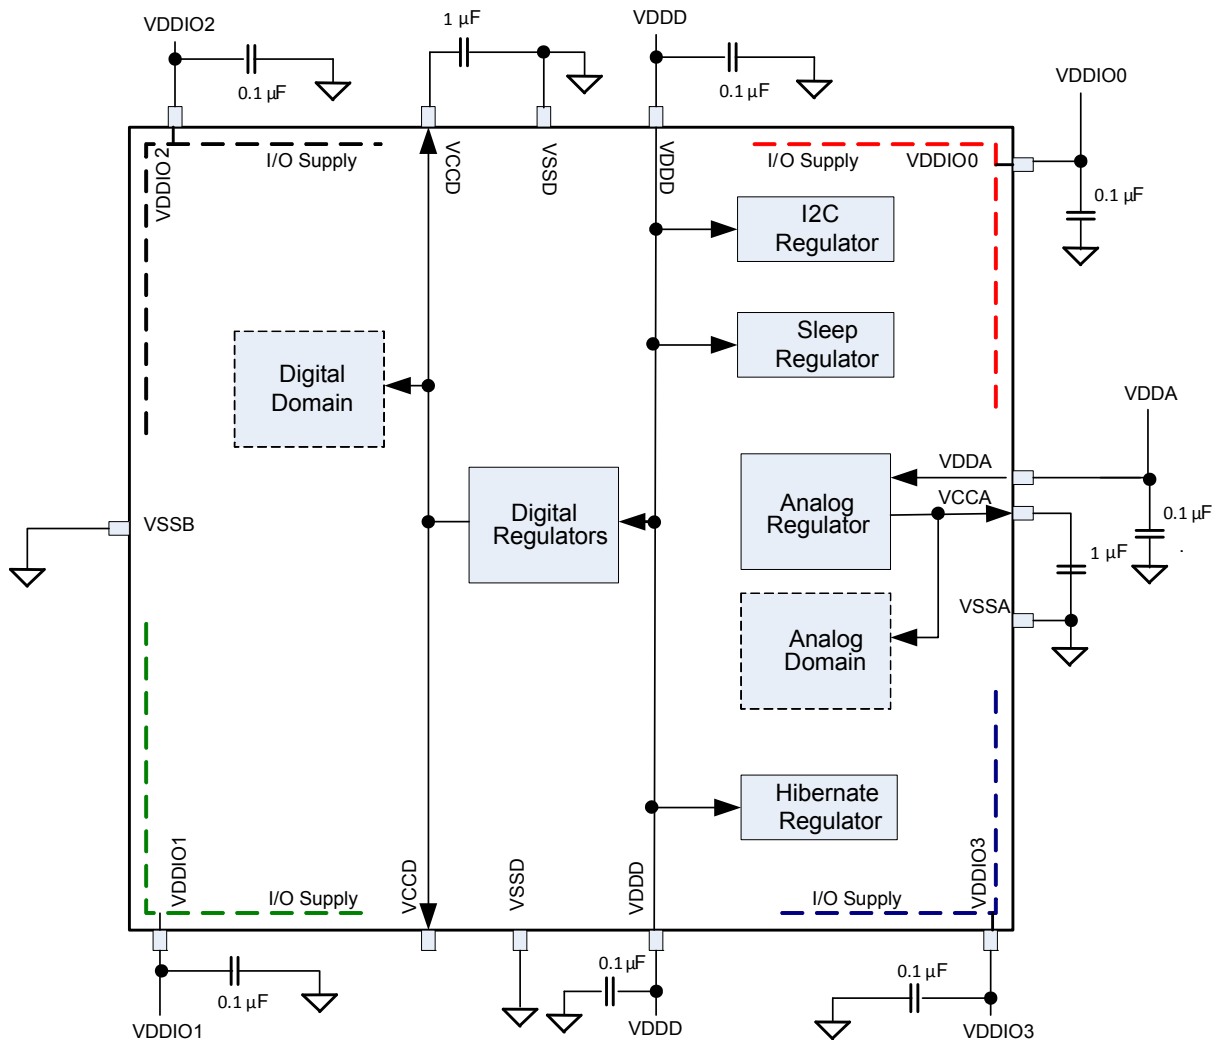 VDDIO2
1 µF
VDDD
0.1 µF
0.1 µF
VDDIO0
0.1 µF
VDDIO2
I/O Supply
VCCD
VSSD
VDDD
I/O Supply
VDDIO0
I2C
Regulator
Sleep
Regulator
Digital
Domain
VDDA
VDDA
VCCA
Analog
Regulator
0.1 µF
.
1 µF
Digital
Regulators
VSSB
VSSA
Analog
Domain
Hibernate
Regulator
VDDIO1
I/O Supply
VCCD
VSSD
VDDD
I/O Supply
VDDIO3
0.1 µF
0.1 µF
0.1 µF
VDDIO1
VDDD
VDDIO3